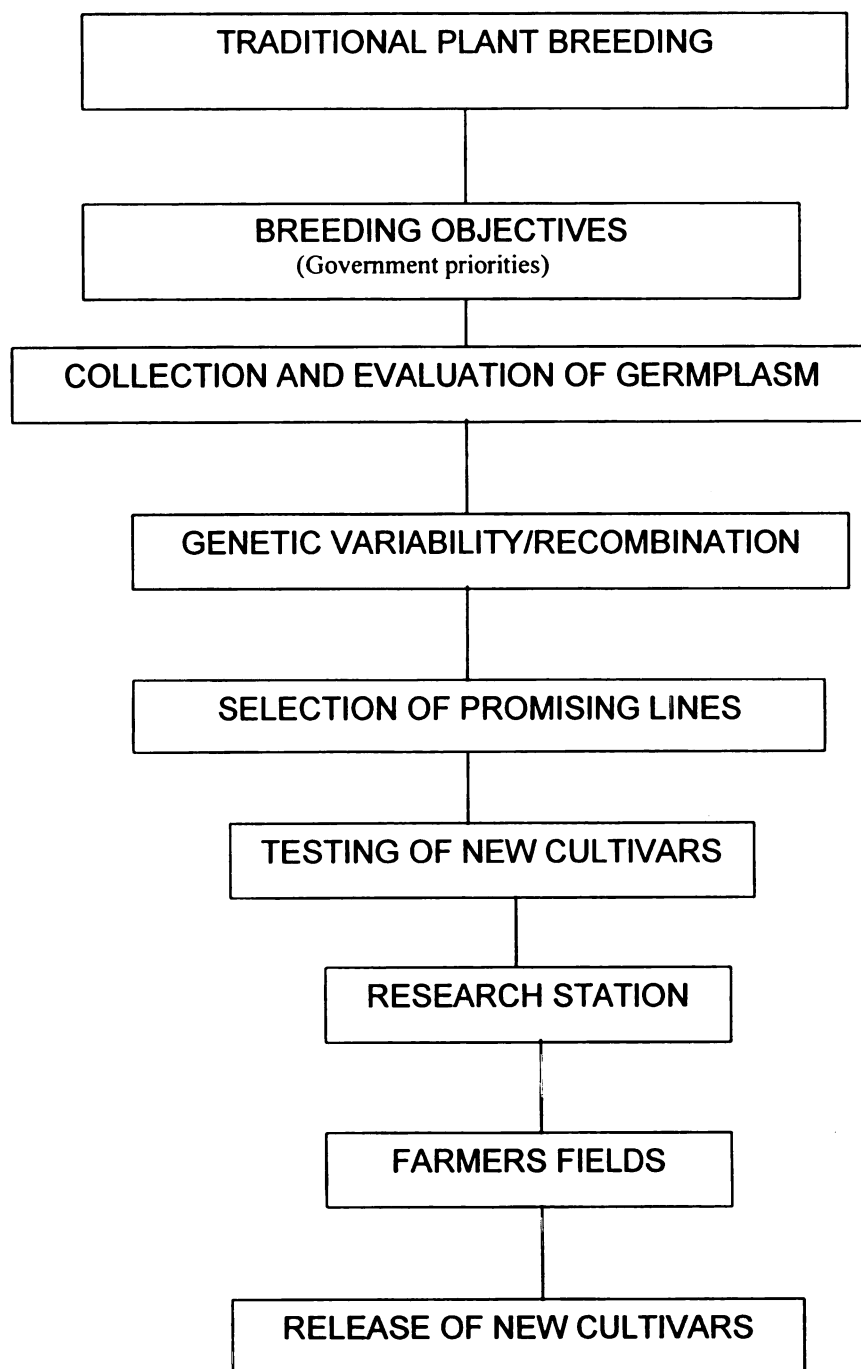 TRADITIONAL PLANT BREEDING
BREEDING OBJECTIVES
(Government priorities)
COLLECTION AND EVALUATION OF GERMPLASM
GENETIC VARIABILITY/RECOMBINATION
SELECTION OF PROMISING LINES
TESTING OF NEW CULTIVARS
RESEARCH STATION
FARMERS FIELDS
RELEASE OF NEW CULTIVARS